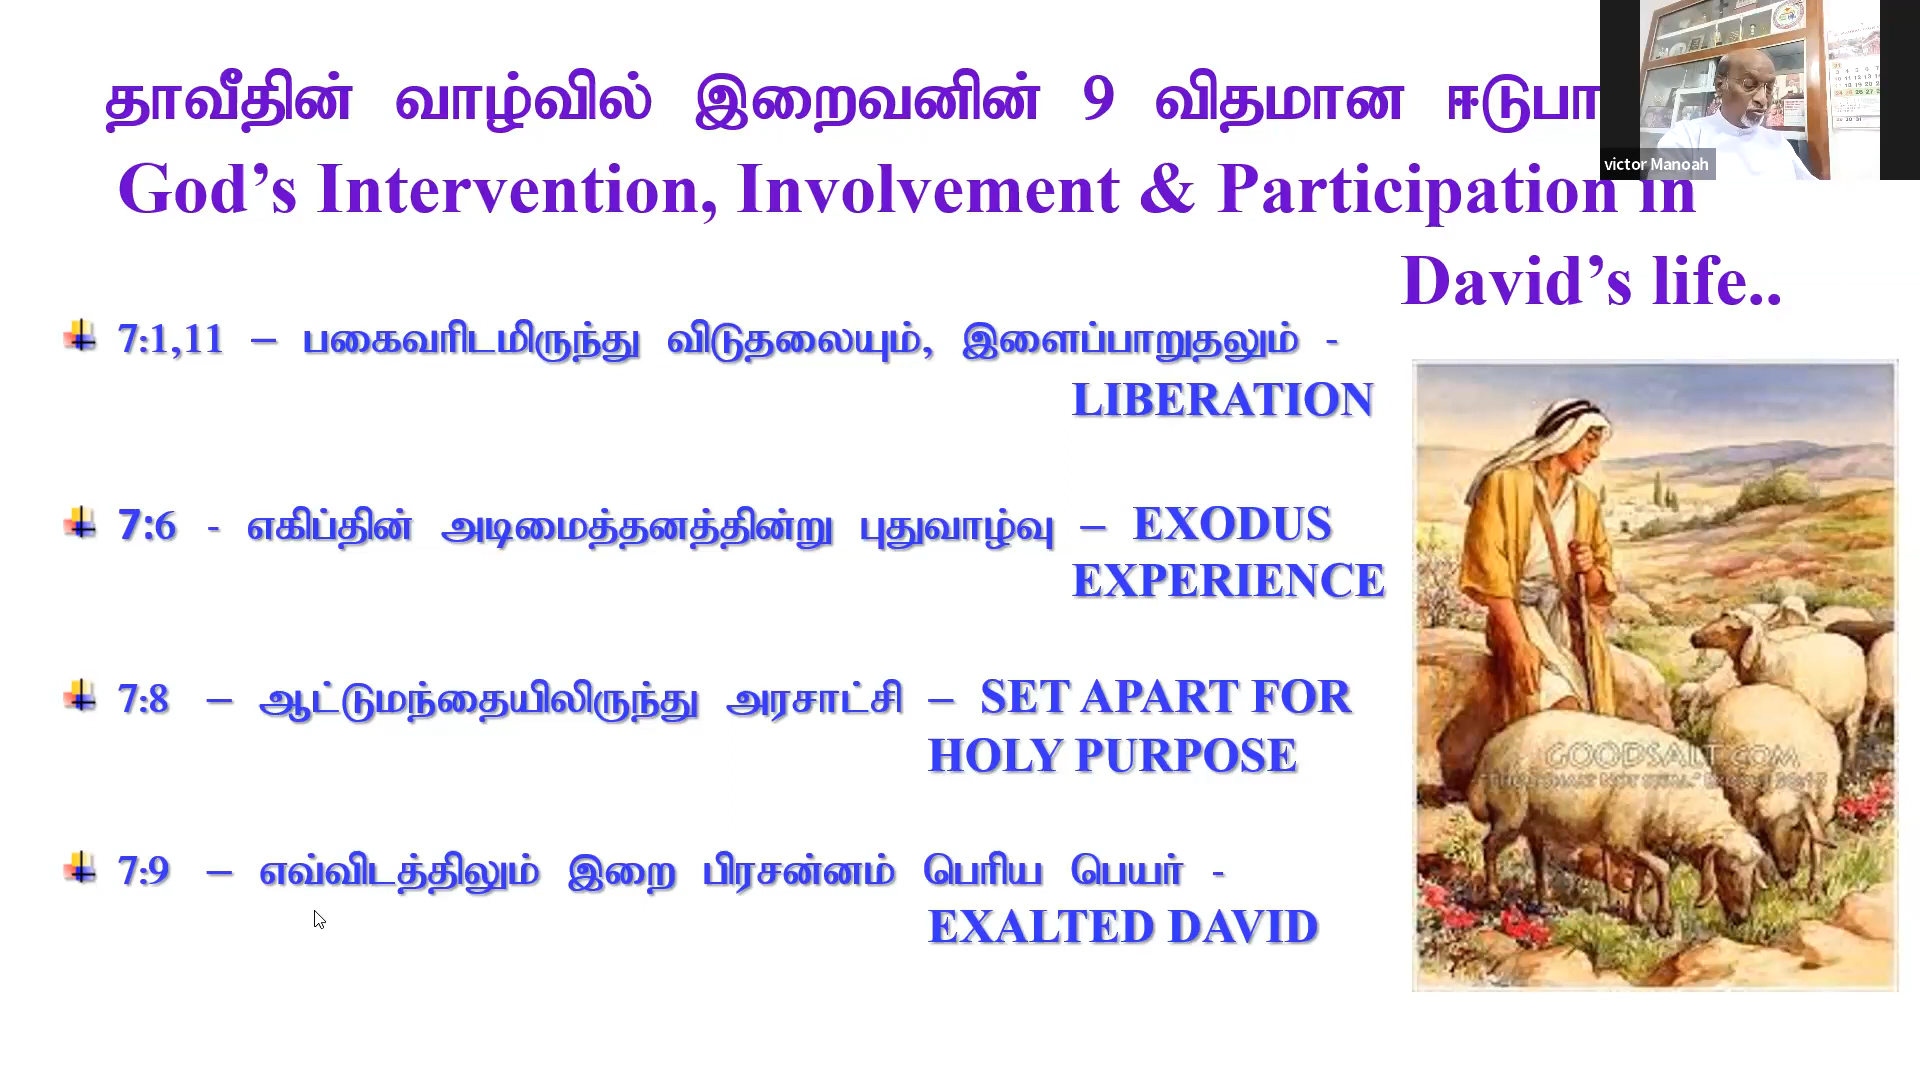 தாவீதின் வாழ்வில் இறைவனின் 9 விதமான ஈடுபா
God's Intervention, Involvement & Participation in
David's life..
victor Manoah
7:1,11 – பகைவரிடமிருந்து விடுதலையும், இளைப்பாறுதலும் -
LIBERATION
7:6 - எகிப்தின் அடிமைத்தனத்தின்று புதுவாழ்வு – EXODUS
EXPERIENCE
7:8 – ஆட்டுமந்தையிலிருந்து அரசாட்சி – SET APART FOR
HOLY PURPOSE
7:9 – எவ்விடத்திலும் இறை பிரசன்னம் பெரிய பெயர் -
EXALTED DAVID
GOODSALT.COM